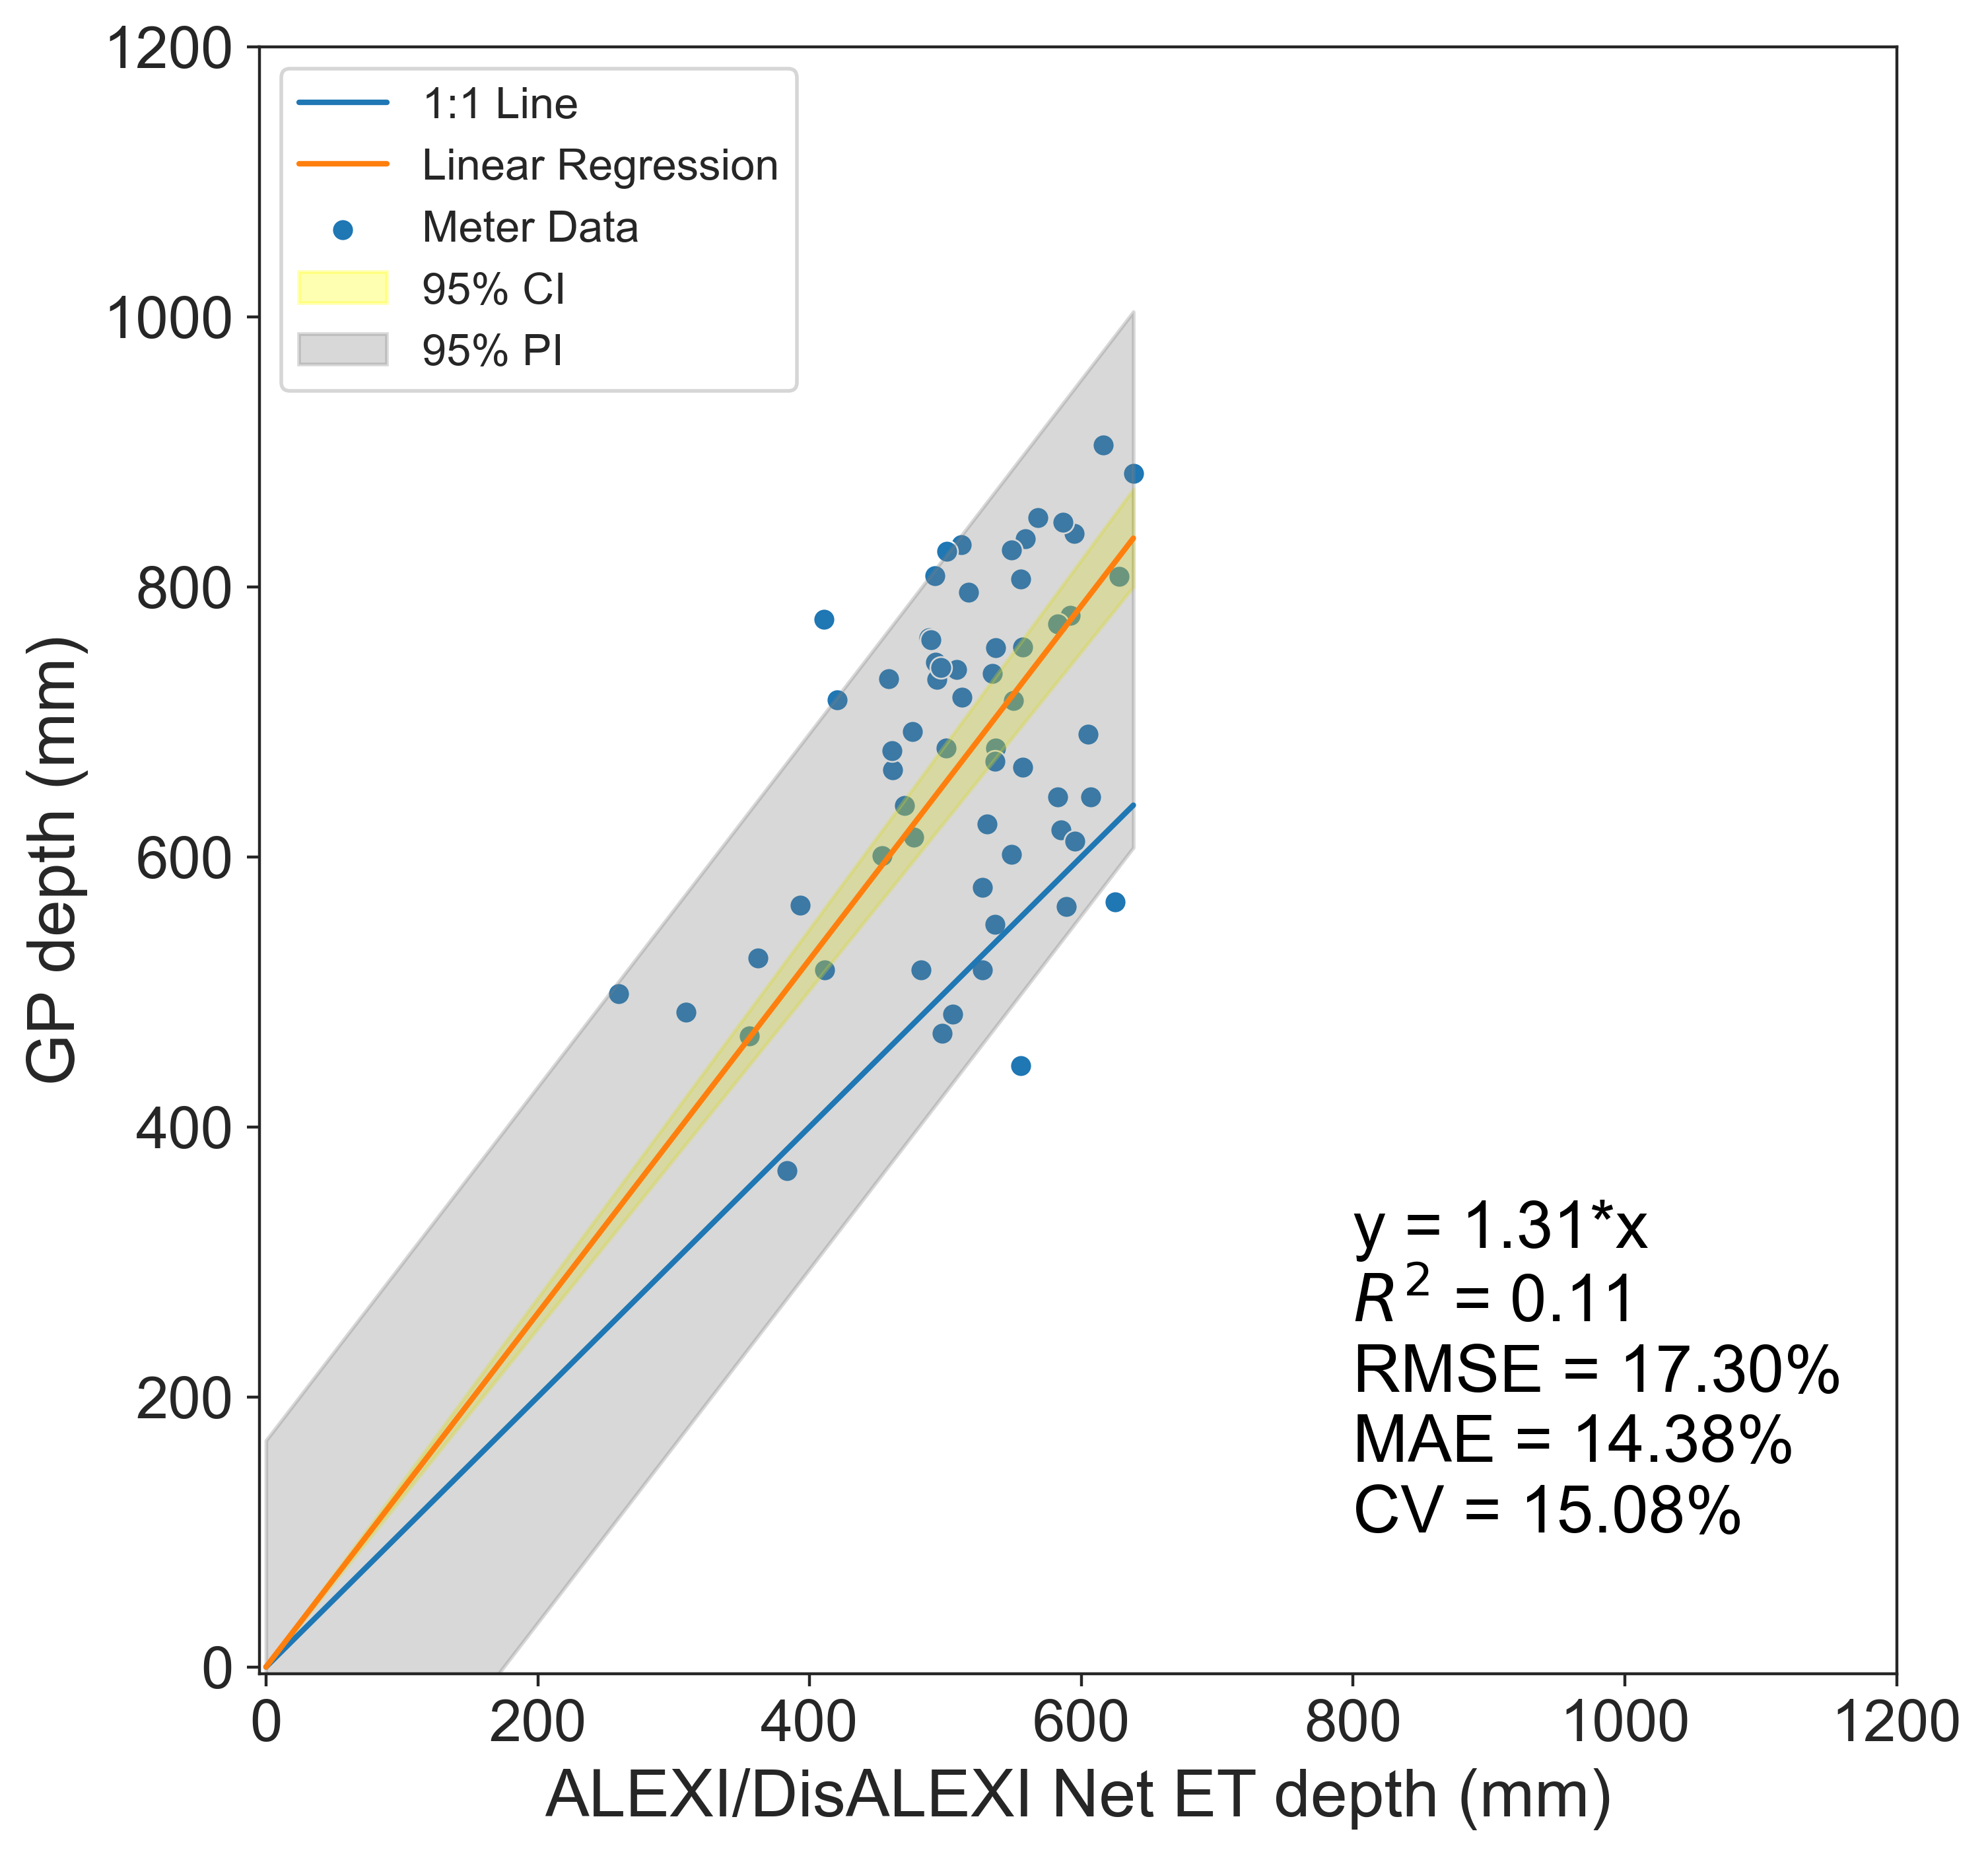 1200
1000
800
600
400
200
0
GP depth (mm)
1:1 Line
Linear Regression
Meter Data
95% CI
95% PI
y = 1.31*x
R² = 0.11
RMSE = 17.30%
MAE = 14.38%
CV = 15.08%
0 200 400 600 800 1000 1200
ALEXI/DisALEXI Net ET depth (mm)